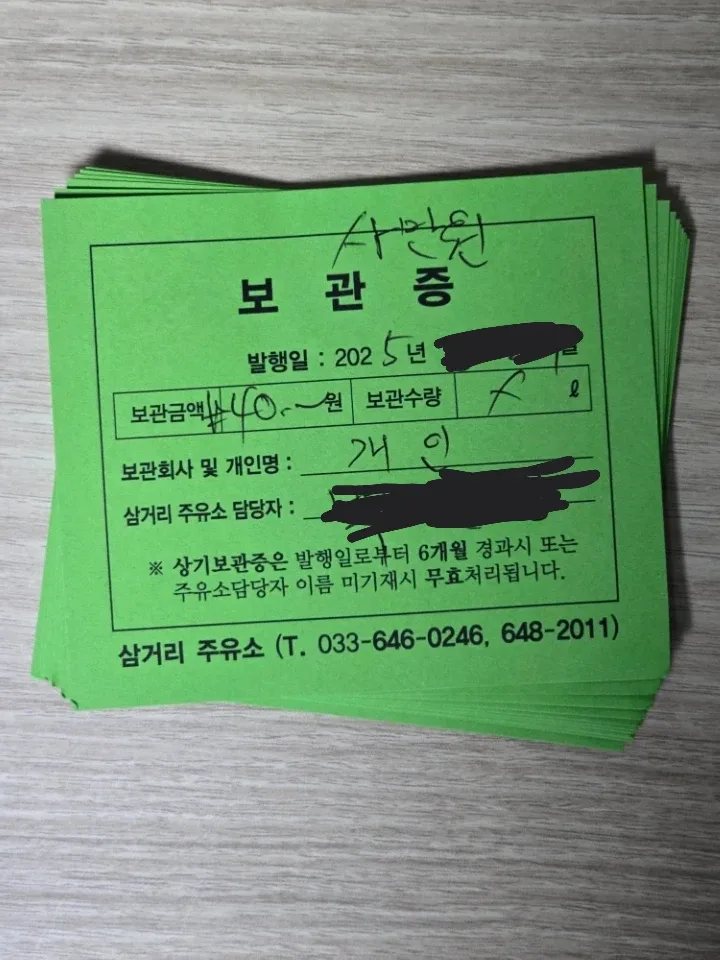 사만원
보 관 증
발행일 : 2025년 일
보관금액 ₩40.-원 보관수량 ℓ
보관회사 및 개인명 : 개인
삼거리 주유소 담당자 :
※ 상기보관증은 발행일로부터 6개월 경과시 또는
주유소담당자 이름 미기재시 무효처리됩니다.
삼거리 주유소 (T. 033-646-0246, 648-2011)